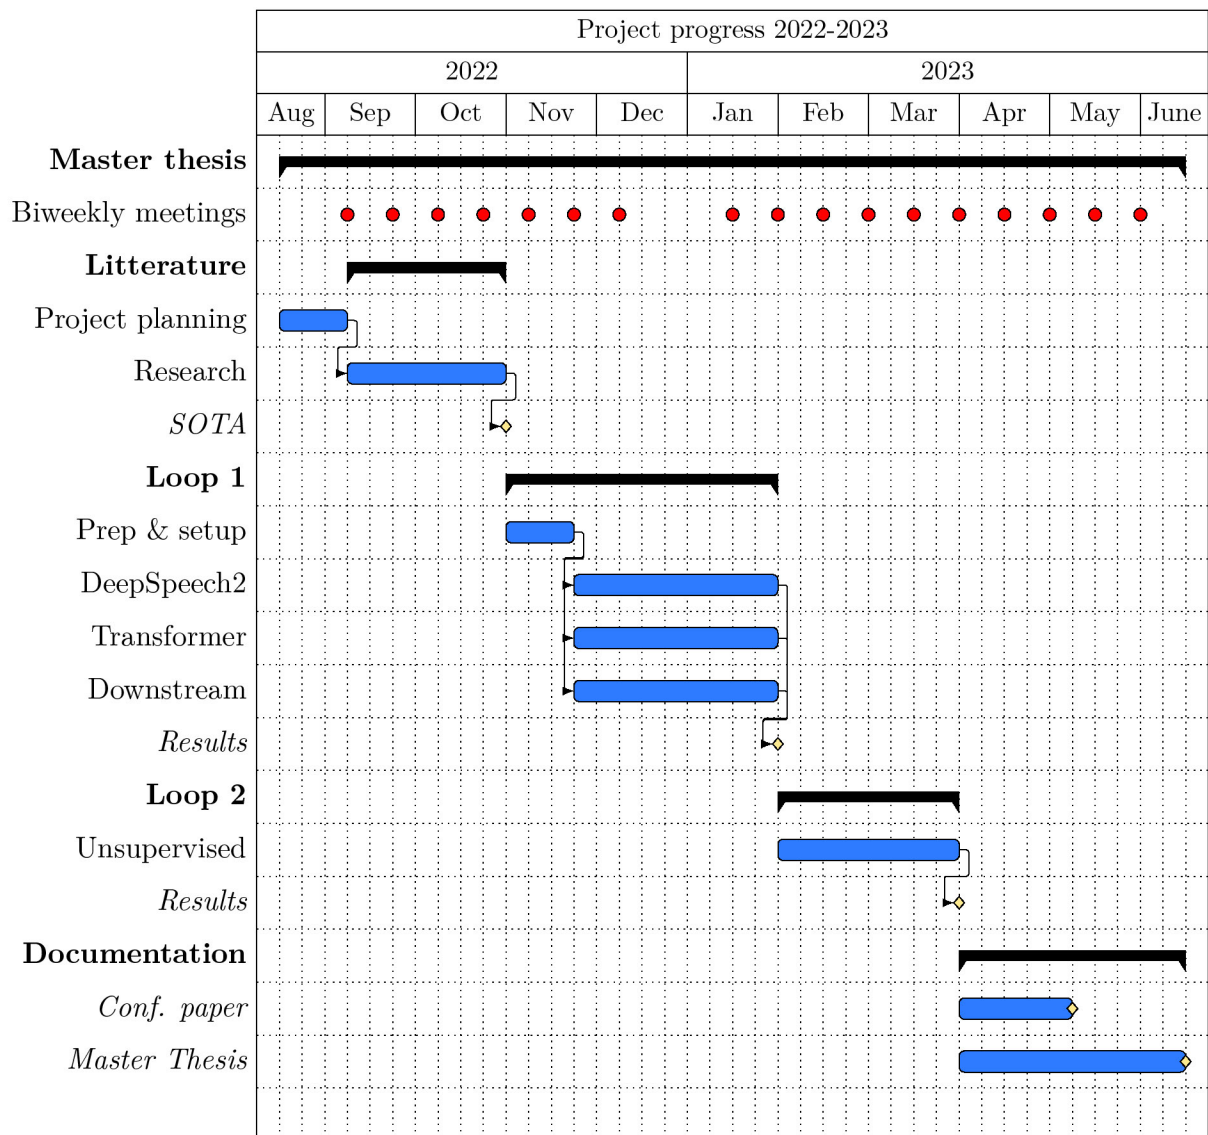 Project progress 2022-2023
2022 2023
Aug Sep Oct Nov Dec Jan Feb Mar Apr May June
Master thesis
Biweekly meetings
Litterature
Project planning
Research
SOTA
Loop 1
Prep & setup
DeepSpeech2
Transformer
Downstream
Results
Loop 2
Unsupervised
Results
Documentation
Conf. paper
Master Thesis